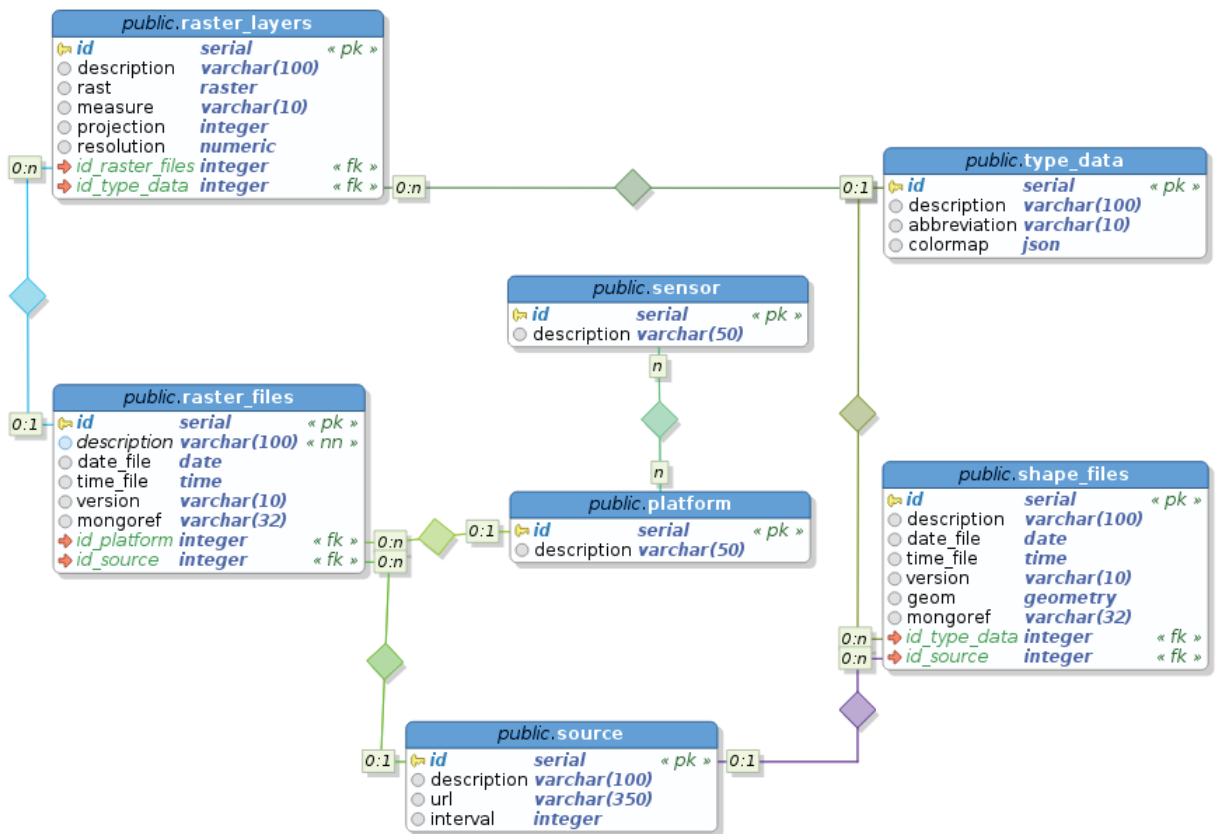 public.raster_layers
id serial « pk »
description varchar(100)
rast raster
measure varchar(10)
projection integer
resolution numeric
id_raster_files integer « fk »
id_type_data integer « fk »
0:n
0:n
0:1
public.type_data
id serial « pk »
description varchar(100)
abbreviation varchar(10)
colormap json
public.sensor
id serial « pk »
description varchar(50)
n
n
public.raster_files
id serial « pk »
description varchar(100) « nn »
date_file date
time_file time
version varchar(10)
mongoref varchar(32)
id_platform integer « fk »
id_source integer « fk »
0:1
0:n
0:n
0:1
public.platform
id serial « pk »
description varchar(50)
public.shape_files
id serial « pk »
description varchar(100)
date_file date
time_file time
version varchar(10)
geom geometry
mongoref varchar(32)
id_type_data integer « fk »
id_source integer « fk »
0:n
0:n
public.source
id serial « pk »
description varchar(100)
url varchar(350)
interval integer
0:1
0:1